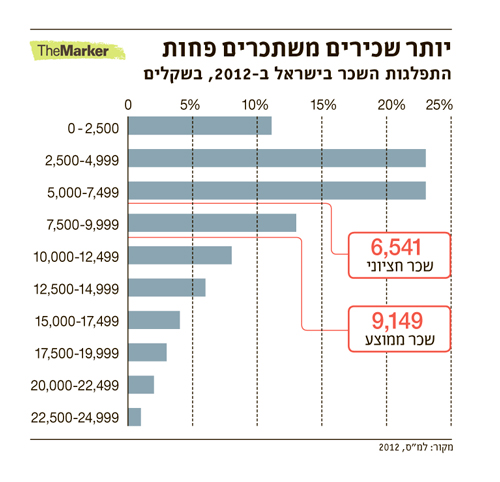 TheMarker
יותר שכירים משתכרים פחות
התפלגות השכר בישראל ב-2012, בשקלים
0 5% 10% 15% 20% 25%
0-2,500
2,500-4,999
5,000-7,499
7,500-9,999
10,000-12,499
12,500-14,999
15,000-17,499
17,500-19,999
20,000-22,499
22,500-24,999
6,541
שכר חציוני
9,149
שכר ממוצע
מקור: למ"ס, 2012